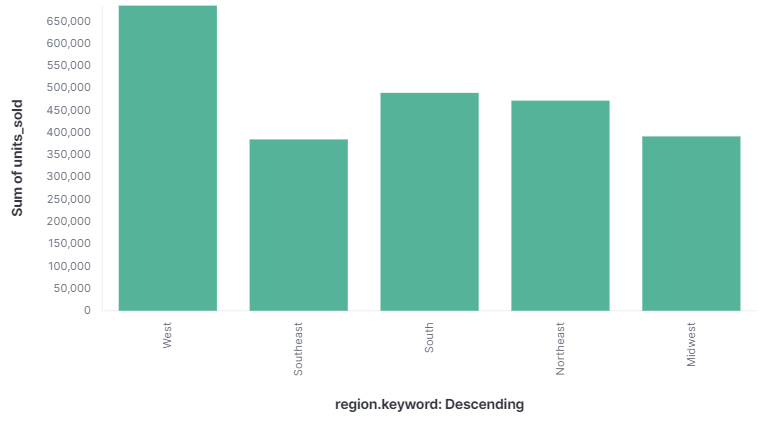 Sum of units_sold
650,000
600,000
550,000
500,000
450,000
400,000
350,000
300,000
250,000
200,000
150,000
100,000
50,000
0
West
Southeast
South
Northeast
Midwest
region.keyword: Descending